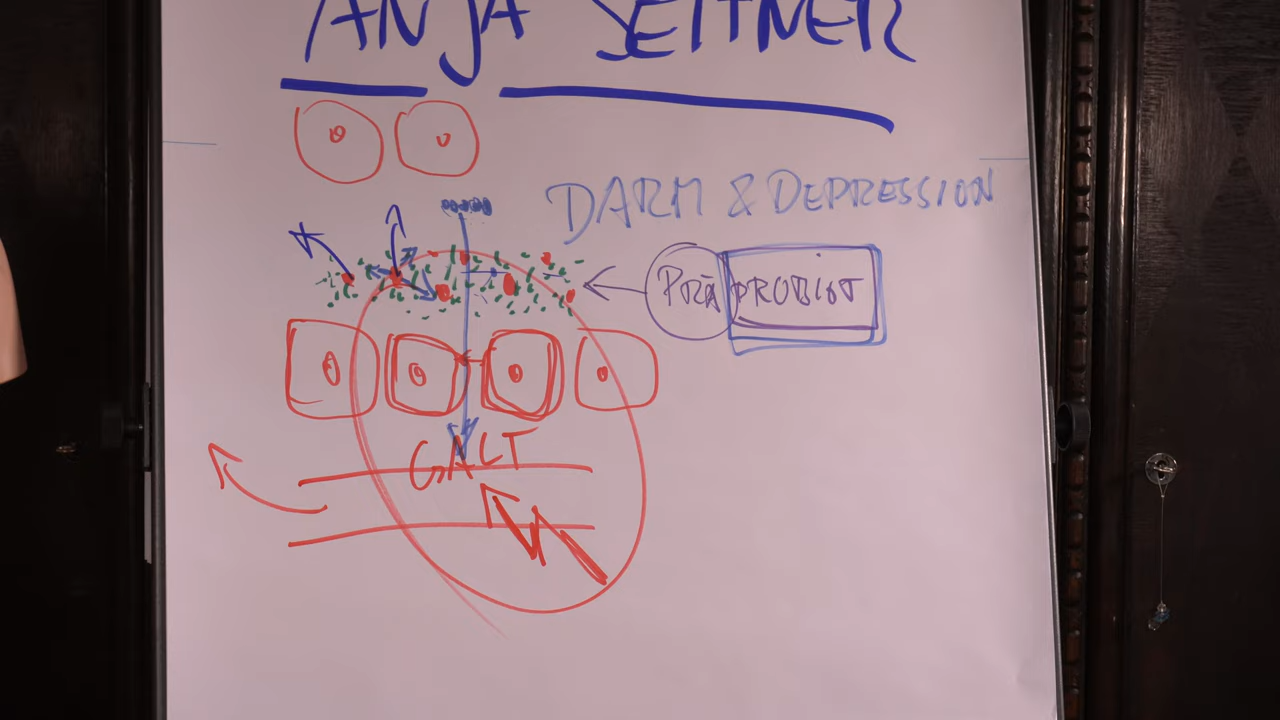 ANJA SEITNER
DARM & DEPRESSION
PRÄ PROBIOT
GALT